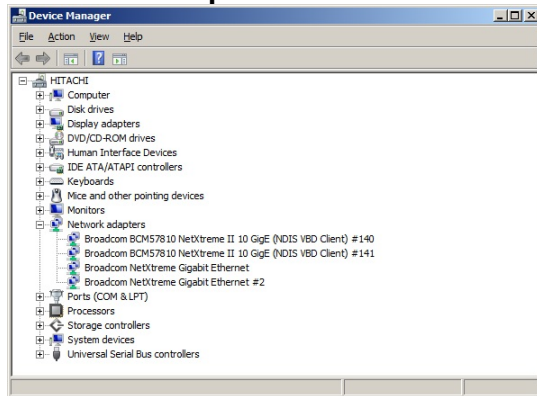 Device Manager
File Action View Help
HITACHI
Computer
Disk drives
Display adapters
DVD/CD-ROM drives
Human Interface Devices
IDE ATA/ATAPI controllers
Keyboards
Mice and other pointing devices
Monitors
Network adapters
Broadcom BCM57810 NetXtreme II 10 GigE (NDIS VBD Client) #140
Broadcom BCM57810 NetXtreme II 10 GigE (NDIS VBD Client) #141
Broadcom NetXtreme Gigabit Ethernet
Broadcom NetXtreme Gigabit Ethernet #2
Ports (COM & LPT)
Processors
Storage controllers
System devices
Universal Serial Bus controllers